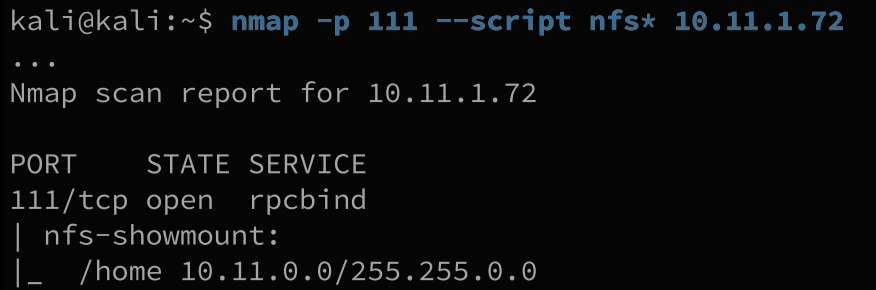 kali@kali:~$ nmap -p 111 --script nfs* 10.11.1.72
...
Nmap scan report for 10.11.1.72
PORT    STATE SERVICE
111/tcp open  rpcbind
| nfs-showmount:
|_  /home 10.11.0.0/255.255.0.0